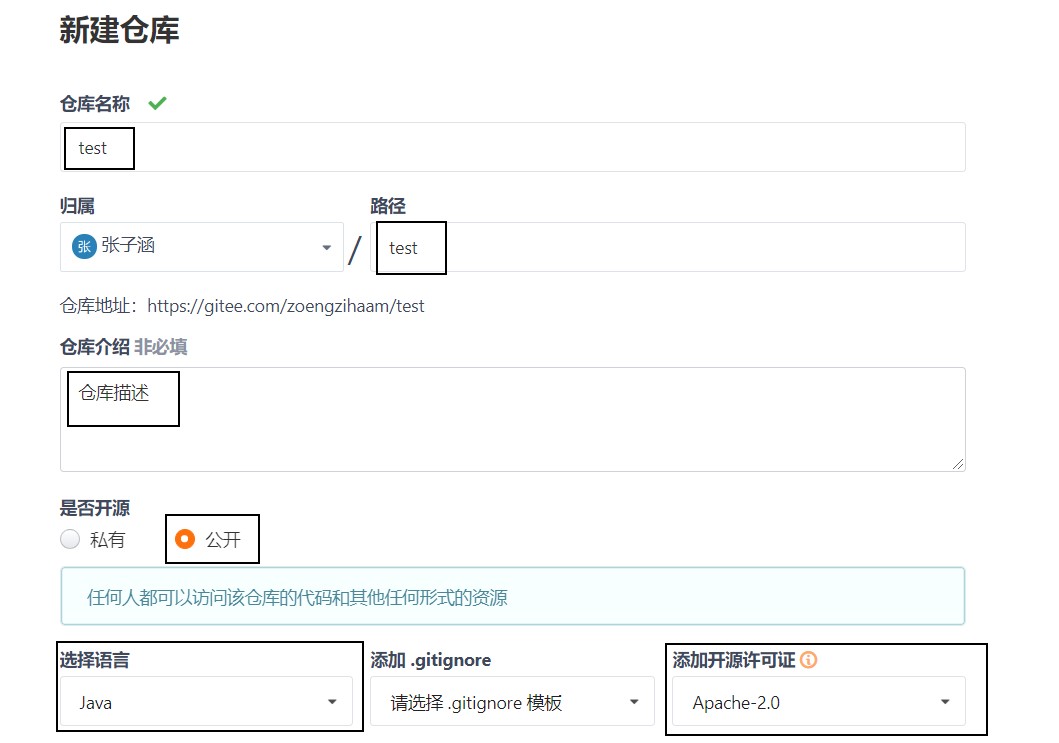 新建仓库
仓库名称
test
归属 路径
张 张子涵 / test
仓库地址：https://gitee.com/zoengzihaam/test
仓库介绍 非必填
仓库描述
是否开源
私有 公开
任何人都可以访问该仓库的代码和其他任何形式的资源
选择语言 添加 .gitignore 添加开源许可证
Java 请选择 .gitignore 模板 Apache-2.0